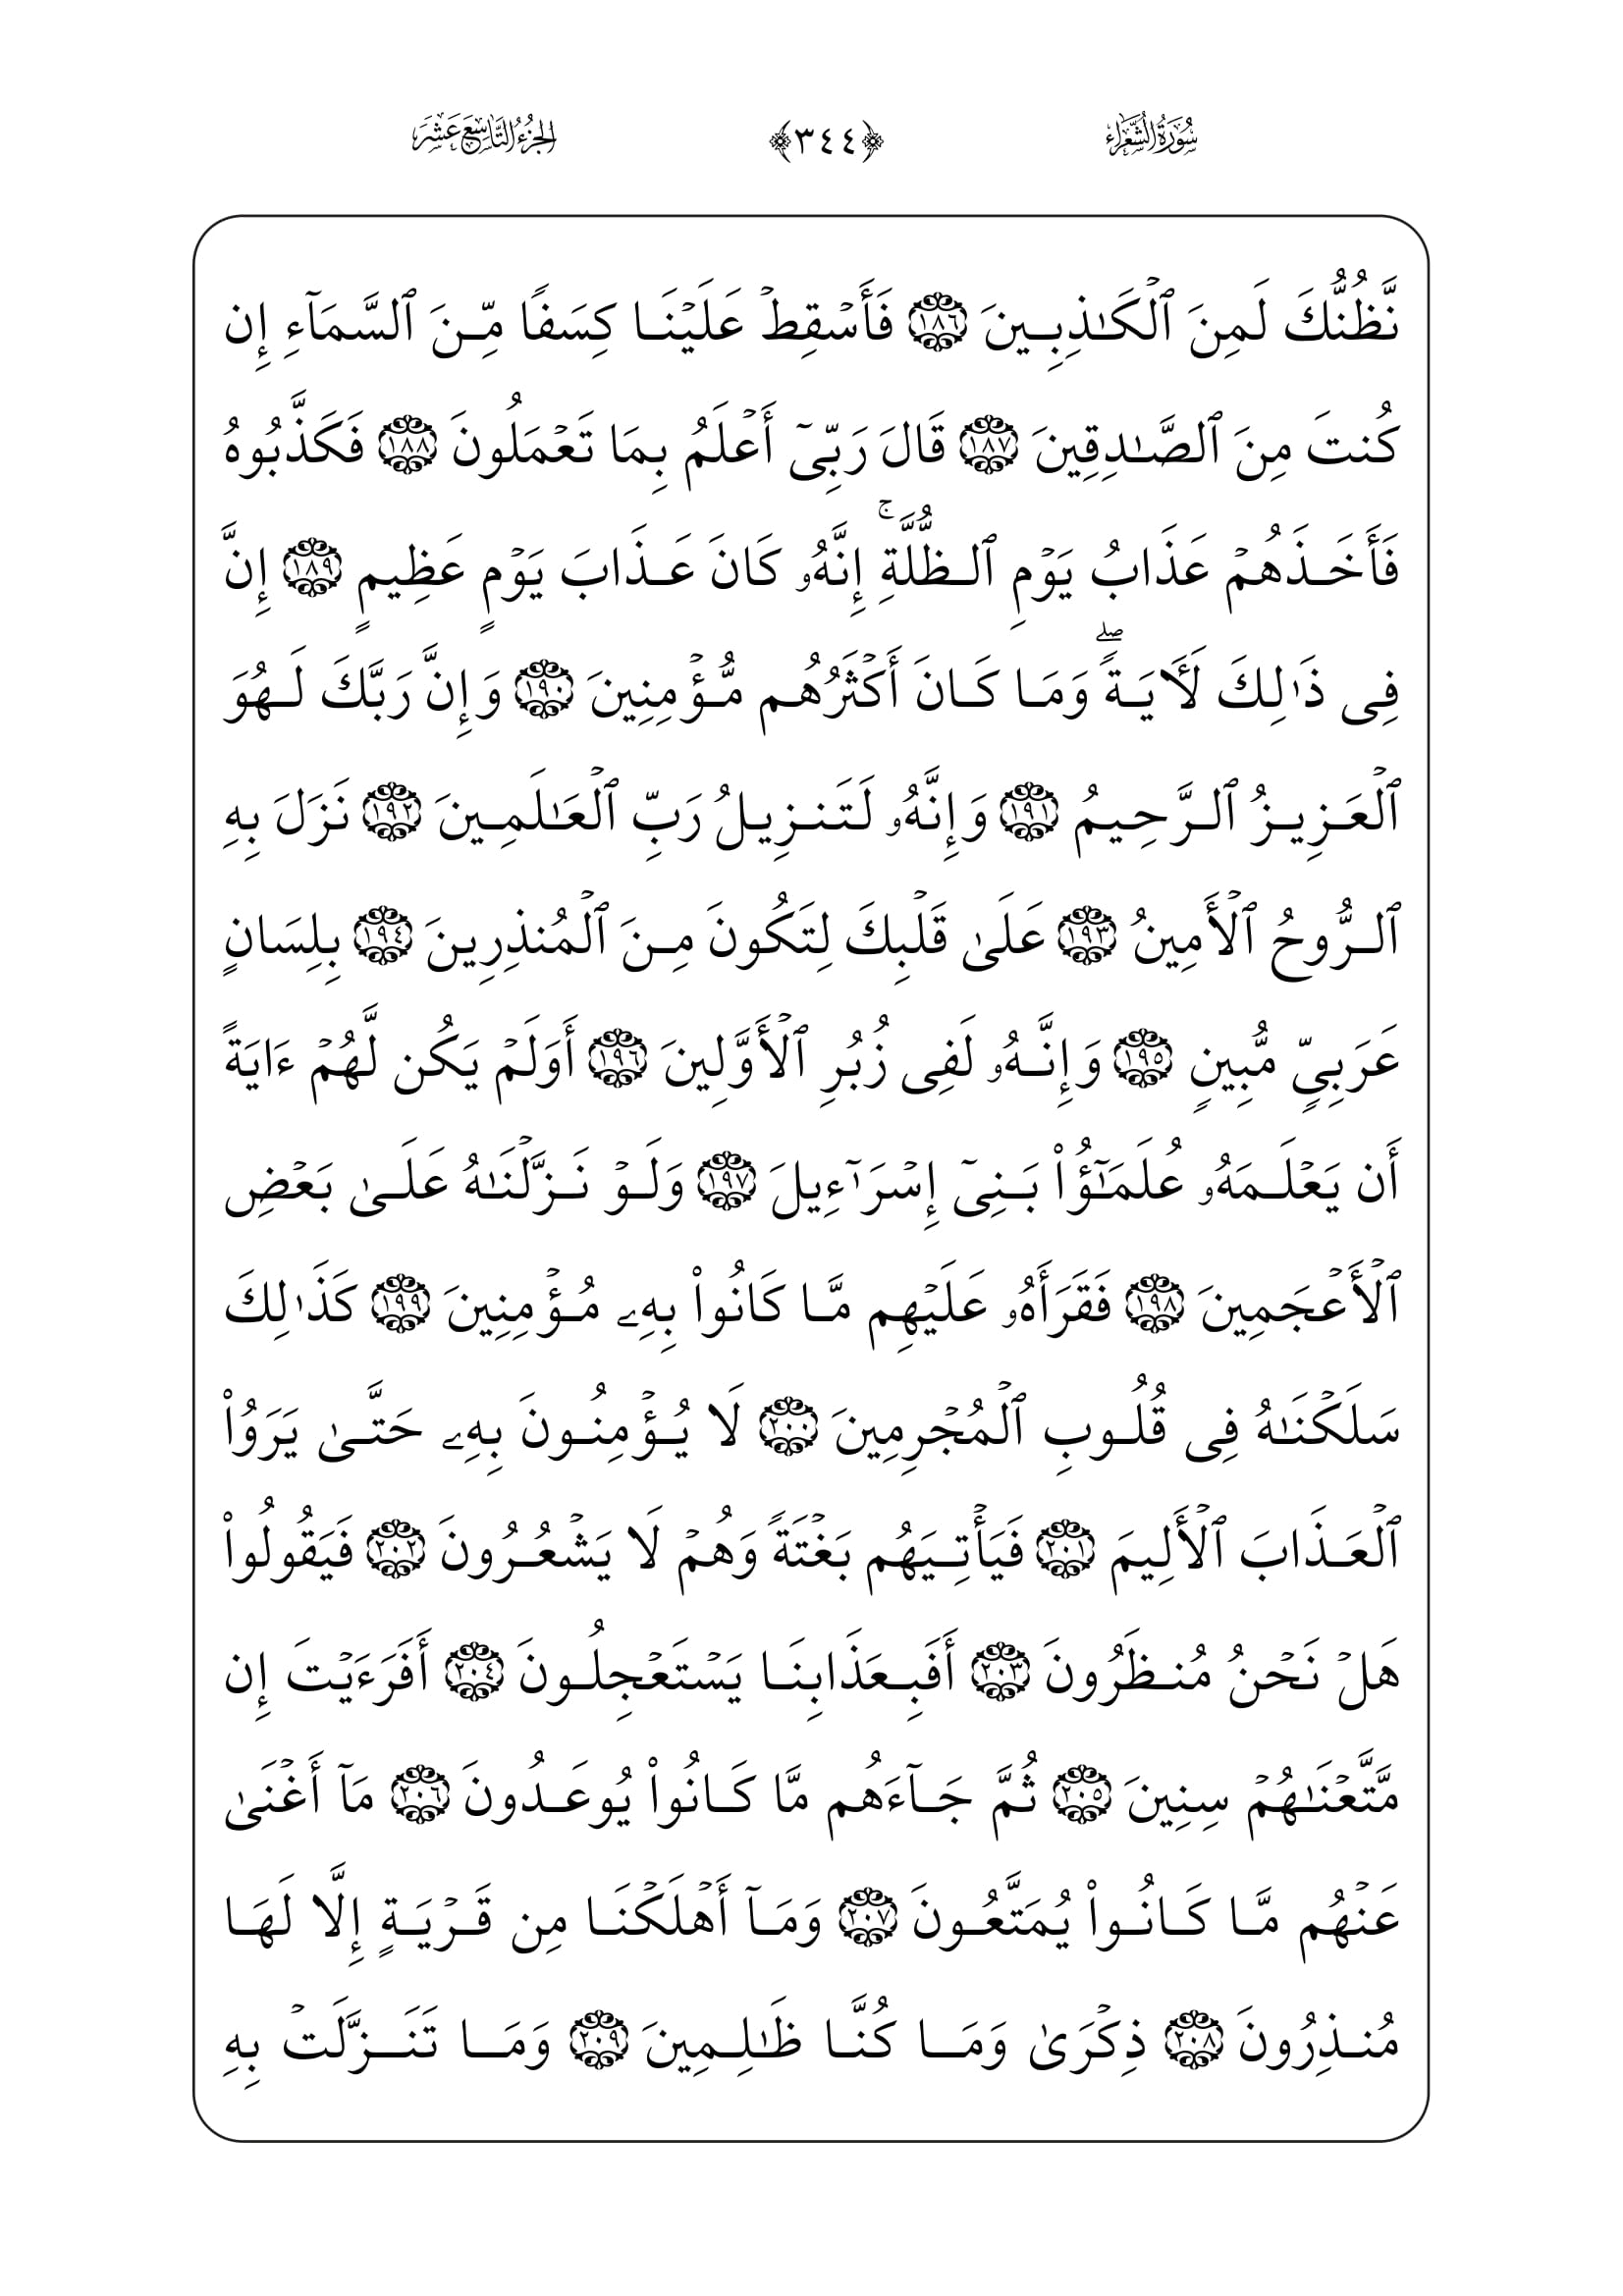 سُورَةُ الشُّعَرَاء ﴿٣٤٤﴾ الجُزْءُ التَّاسِعَ عَشَرَ
نَّظُنُّكَ لَمِنَ ٱلۡكَـٰذِبِينَ ١٨٦ فَأَسۡقِطۡ عَلَيۡنَا كِسَفًا مِّنَ ٱلسَّمَآءِ إِن
كُنتَ مِنَ ٱلصَّـٰدِقِينَ ١٨٧ قَالَ رَبِّىٓ أَعۡلَمُ بِمَا تَعۡمَلُونَ ١٨٨ فَكَذَّبُوهُ
فَأَخَذَهُمۡ عَذَابُ يَوۡمِ ٱلظُّلَّةِۚ إِنَّهُۥ كَانَ عَذَابَ يَوۡمٍ عَظِيمٍ ١٨٩ إِنَّ
فِى ذَٰلِكَ لَـَٔايَةًۖ وَمَا كَانَ أَكۡثَرُهُم مُّؤۡمِنِينَ ١٩٠ وَإِنَّ رَبَّكَ لَهُوَ
ٱلۡعَزِيزُ ٱلرَّحِيمُ ١٩١ وَإِنَّهُۥ لَتَنزِيلُ رَبِّ ٱلۡعَـٰلَمِينَ ١٩٢ نَزَلَ بِهِ
ٱلرُّوحُ ٱلۡأَمِينُ ١٩٣ عَلَىٰ قَلۡبِكَ لِتَكُونَ مِنَ ٱلۡمُنذِرِينَ ١٩٤ بِلِسَانٍ
عَرَبِىٍّ مُّبِينٍ ١٩٥ وَإِنَّهُۥ لَفِى زُبُرِ ٱلۡأَوَّلِينَ ١٩٦ أَوَلَمۡ يَكُن لَّهُمۡ ءَايَةً
أَن يَعۡلَمَهُۥ عُلَمَـٰٓؤُاْ بَنِىٓ إِسۡرَٰٓءِيلَ ١٩٧ وَلَوۡ نَزَّلۡنَـٰهُ عَلَىٰ بَعۡضِ
ٱلۡأَعۡجَمِينَ ١٩٨ فَقَرَأَهُۥ عَلَيۡهِم مَّا كَانُواْ بِهِۦ مُؤۡمِنِينَ ١٩٩ كَذَٰلِكَ
سَلَكۡنَـٰهُ فِى قُلُوبِ ٱلۡمُجۡرِمِينَ ٢٠٠ لَا يُؤۡمِنُونَ بِهِۦ حَتَّىٰ يَرَوُاْ
ٱلۡعَذَابَ ٱلۡأَلِيمَ ٢٠١ فَيَأۡتِيَهُم بَغۡتَةً وَهُمۡ لَا يَشۡعُرُونَ ٢٠٢ فَيَقُولُواْ
هَلۡ نَحۡنُ مُنظَرُونَ ٢٠٣ أَفَبِعَذَابِنَا يَسۡتَعۡجِلُونَ ٢٠٤ أَفَرَءَيۡتَ إِن
مَّتَّعۡنَـٰهُمۡ سِنِينَ ٢٠٥ ثُمَّ جَآءَهُم مَّا كَانُواْ يُوعَدُونَ ٢٠٦ مَآ أَغۡنَىٰ
عَنۡهُم مَّا كَانُواْ يُمَتَّعُونَ ٢٠٧ وَمَآ أَهۡلَكۡنَا مِن قَرۡيَةٍ إِلَّا لَهَا
مُنذِرُونَ ٢٠٨ ذِكۡرَىٰ وَمَا كُنَّا ظَـٰلِمِينَ ٢٠٩ وَمَا تَنَزَّلَتۡ بِهِ